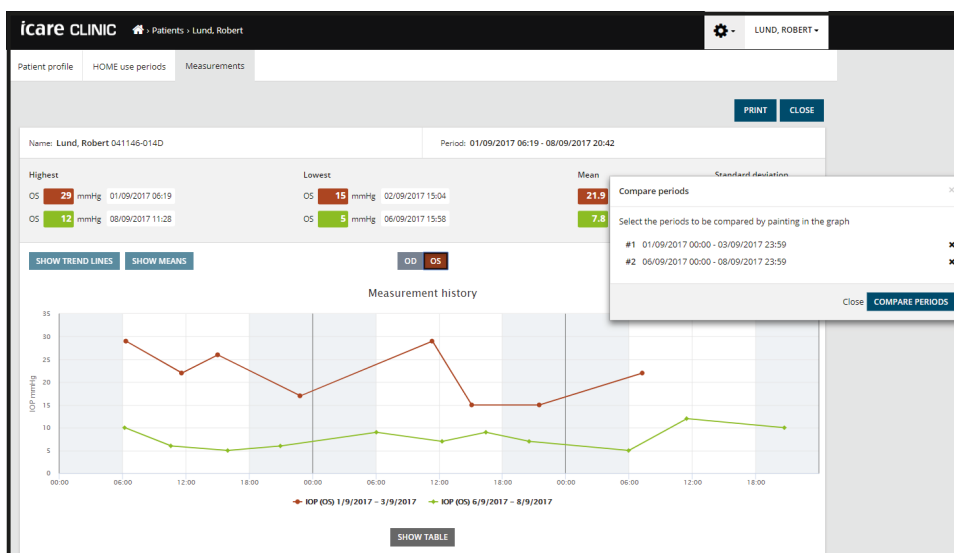 icare CLINIC › Patients › Lund, Robert LUND, ROBERT
Patient profile HOME use periods Measurements
PRINT CLOSE
Name: Lund, Robert 041146-014D Period: 01/09/2017 06:19 - 08/09/2017 20:42
Highest Lowest Mean Standard deviation
OS 29 mmHg 01/09/2017 06:19 OS 15 mmHg 02/09/2017 15:04 21.9
OS 12 mmHg 08/09/2017 11:28 OS 5 mmHg 06/09/2017 15:58 7.8
Compare periods ×
Select the periods to be compared by painting in the graph
#1 01/09/2017 00:00 - 03/09/2017 23:59 ×
#2 06/09/2017 00:00 - 08/09/2017 23:59 ×
Close COMPARE PERIODS
SHOW TREND LINES SHOW MEANS OD OS
Measurement history
IOP mmHg
35
30
25
20
15
10
5
0
00:00 06:00 12:00 18:00 00:00 06:00 12:00 18:00 00:00 06:00 12:00 18:00
IOP (OS) 1/9/2017 – 3/9/2017 IOP (OS) 6/9/2017 – 8/9/2017
SHOW TABLE